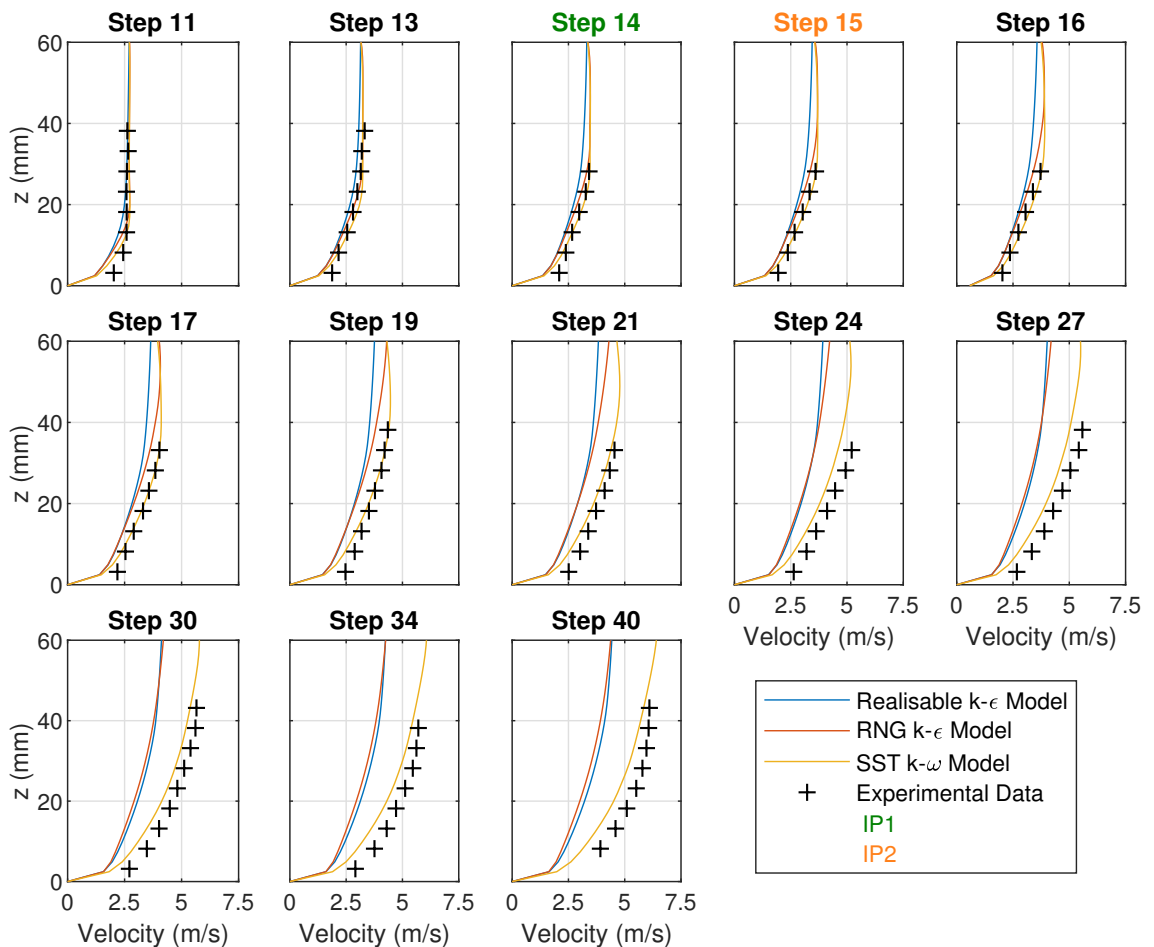 Step 11
Step 13
Step 14
Step 15
Step 16
60
40
20
0
z (mm)
Step 17
Step 19
Step 21
Step 24
Step 27
60
40
20
0
z (mm)
0 2.5 5 7.5
Velocity (m/s)
0 2.5 5 7.5
Velocity (m/s)
Step 30
Step 34
Step 40
60
40
20
0
z (mm)
0 2.5 5 7.5
Velocity (m/s)
0 2.5 5 7.5
Velocity (m/s)
0 2.5 5 7.5
Velocity (m/s)
Realisable k-ϵ Model
RNG k-ϵ Model
SST k-ω Model
Experimental Data
IP1
IP2